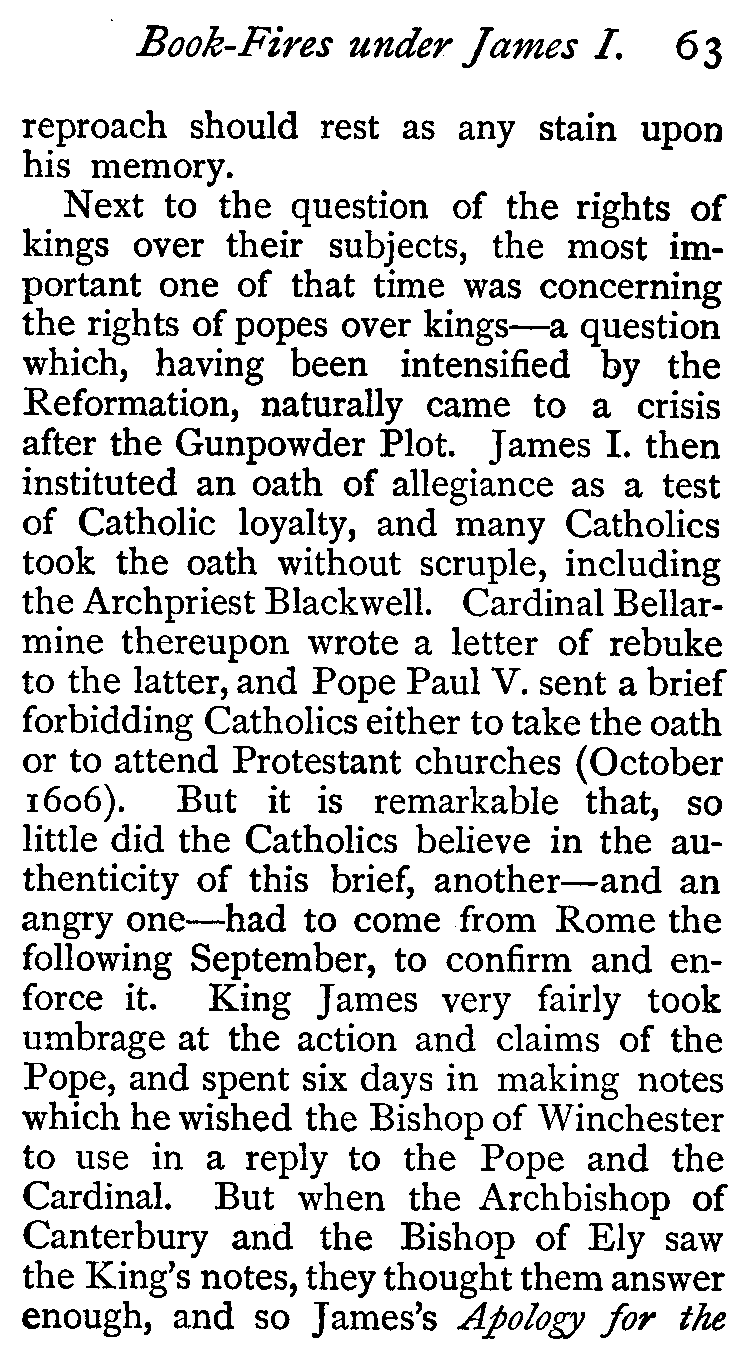 Book-Fires under James I. 63
reproach should rest as any stain upon
his memory.
Next to the question of the rights of
kings over their subjects, the most im-
portant one of that time was concerning
the rights of popes over kings—a question
which, having been intensified by the
Reformation, naturally came to a crisis
after the Gunpowder Plot. James I. then
instituted an oath of allegiance as a test
of Catholic loyalty, and many Catholics
took the oath without scruple, including
the Archpriest Blackwell. Cardinal Bellar-
mine thereupon wrote a letter of rebuke
to the latter, and Pope Paul V. sent a brief
forbidding Catholics either to take the oath
or to attend Protestant churches (October
1606). But it is remarkable that, so
little did the Catholics believe in the au-
thenticity of this brief, another—and an
angry one—had to come from Rome the
following September, to confirm and en-
force it. King James very fairly took
umbrage at the action and claims of the
Pope, and spent six days in making notes
which he wished the Bishop of Winchester
to use in a reply to the Pope and the
Cardinal. But when the Archbishop of
Canterbury and the Bishop of Ely saw
the King's notes, they thought them answer
enough, and so James's Apology for the